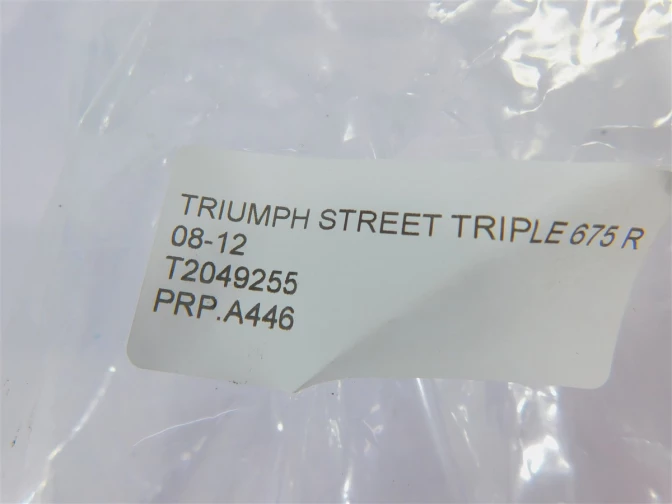 TRIUMPH STREET TRIPLE 675 R
08-12
T2049255
PRP.A446